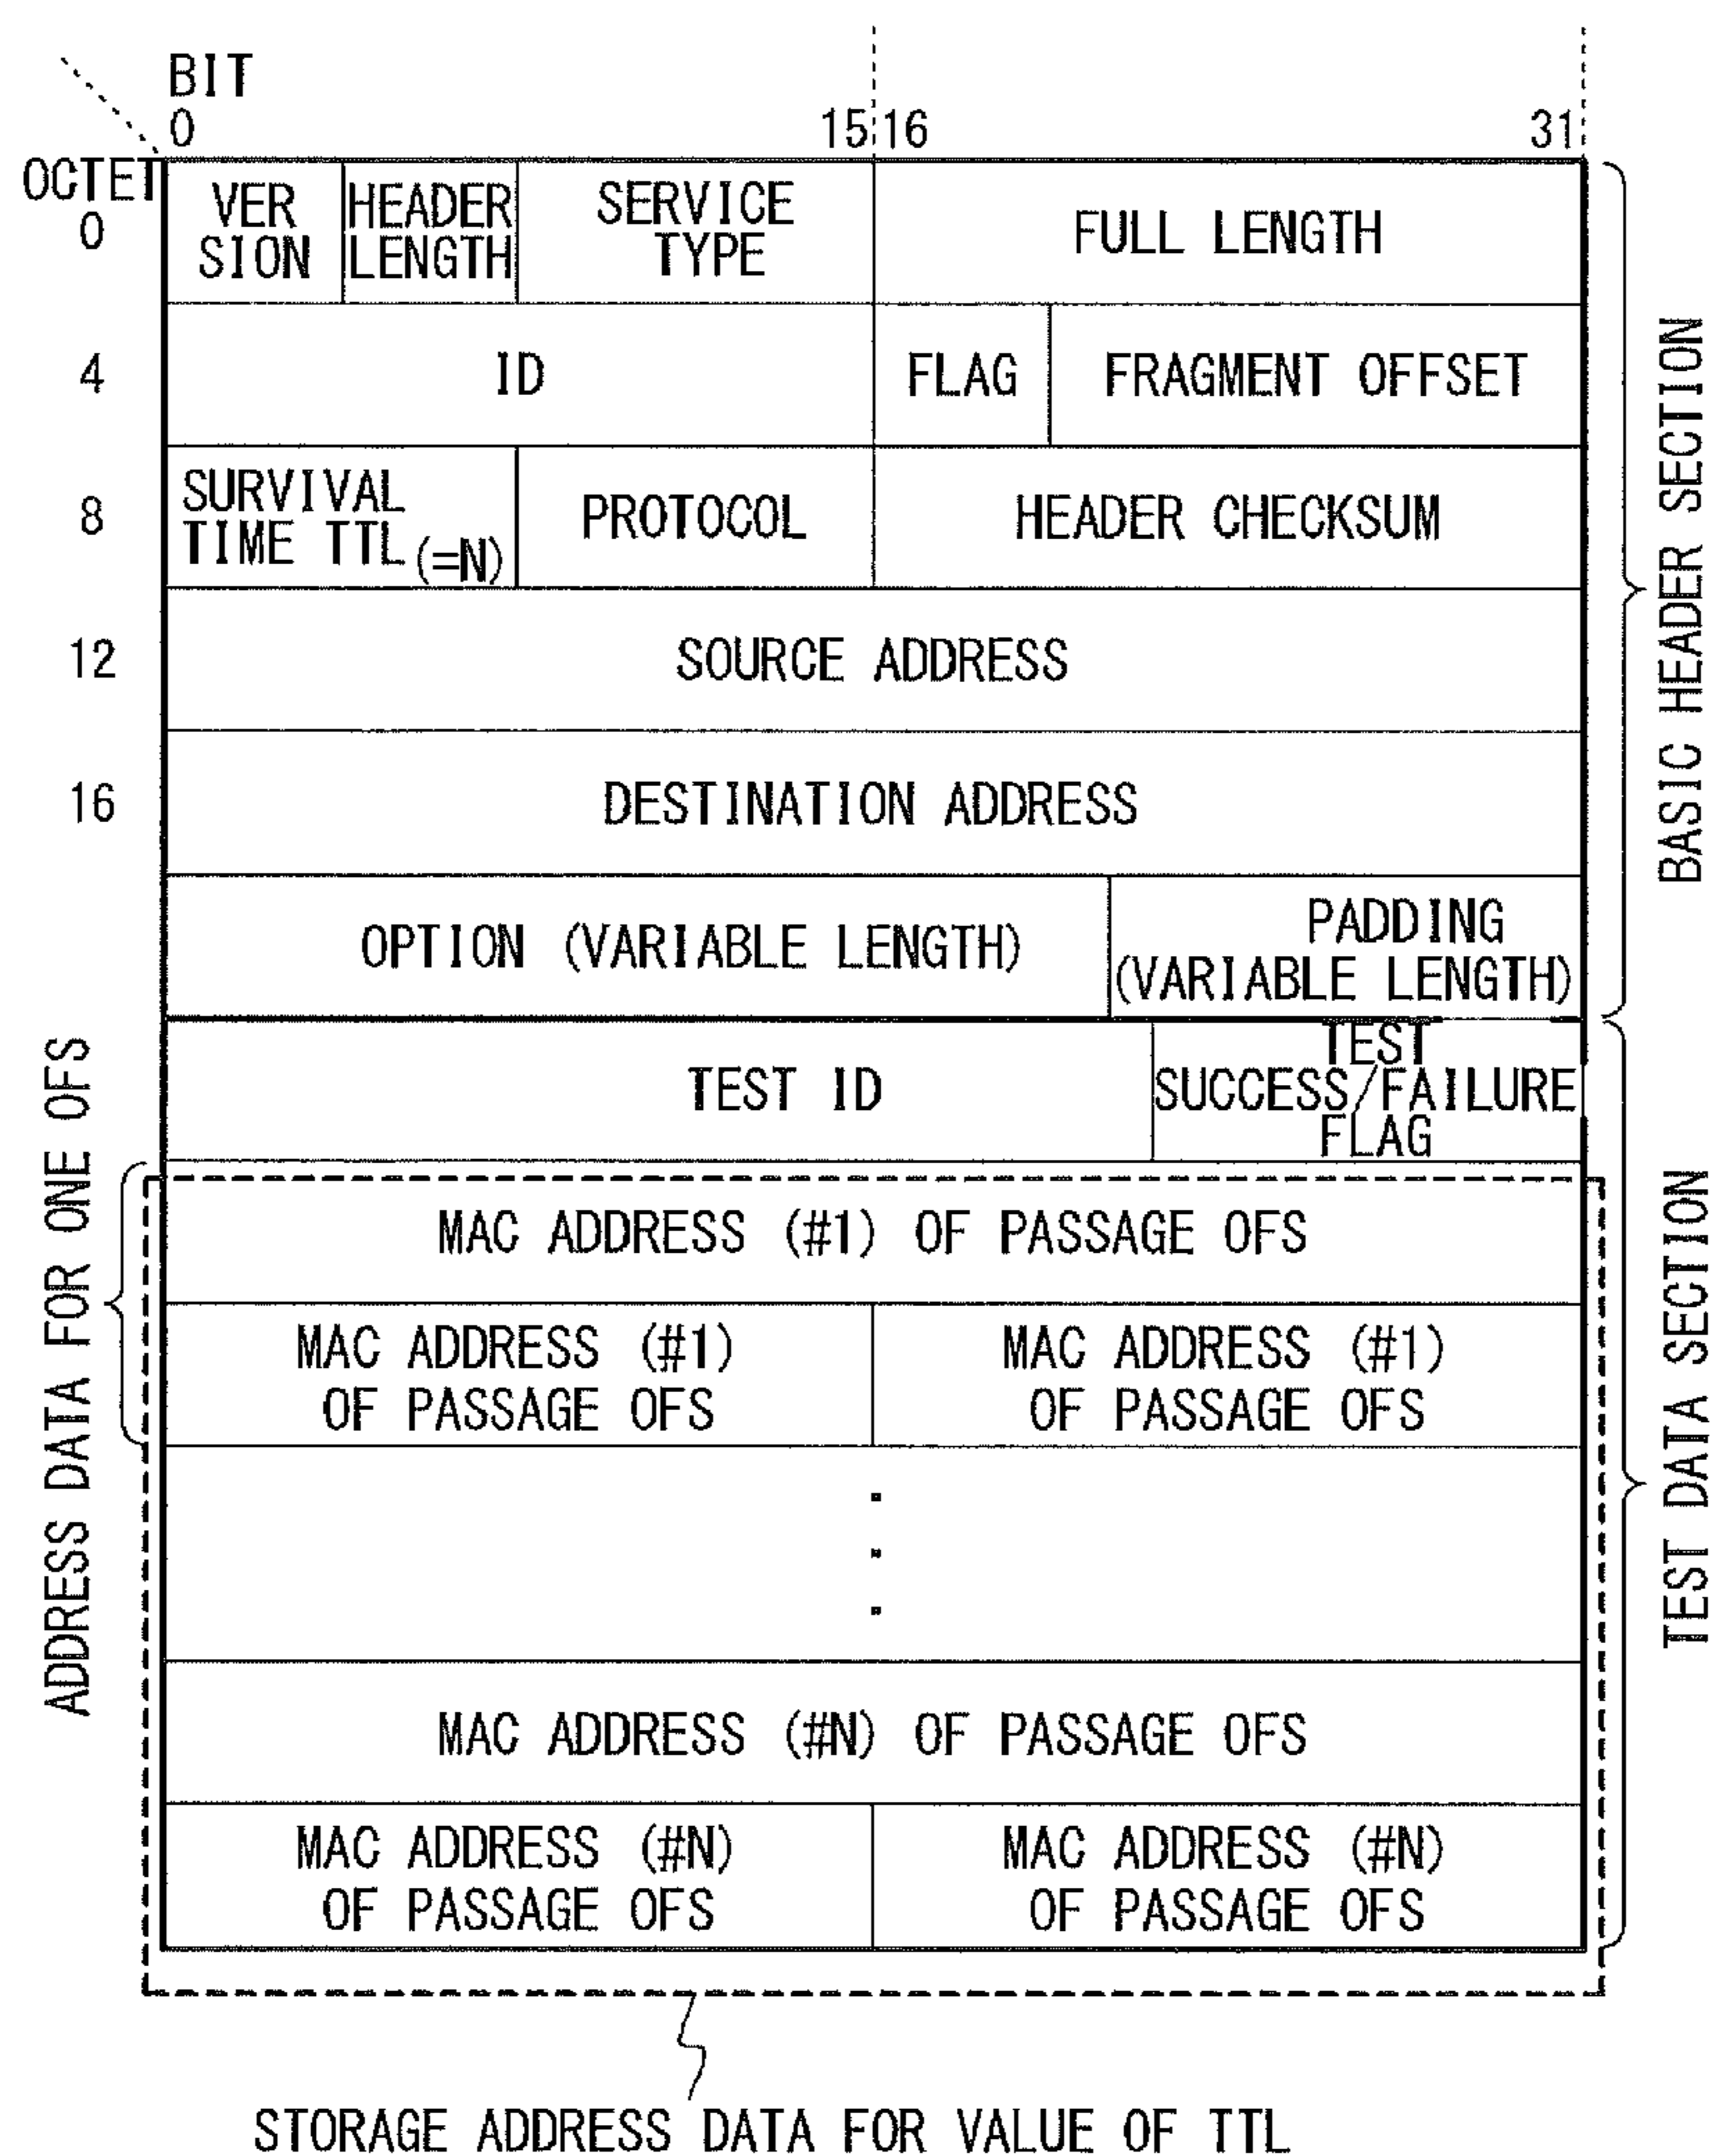 BIT
0 15 16 31
OCTET
0
VER
SION
HEADER
LENGTH
SERVICE
TYPE
FULL LENGTH
4
ID
FLAG
FRAGMENT OFFSET
8
SURVIVAL
TIME TTL (=N)
PROTOCOL
HEADER CHECKSUM
12
SOURCE ADDRESS
16
DESTINATION ADDRESS
OPTION (VARIABLE LENGTH)
PADDING
(VARIABLE LENGTH)
BASIC HEADER SECTION
TEST ID
TEST
SUCCESS/FAILURE
FLAG
ADDRESS DATA FOR ONE OFS
MAC ADDRESS (#1) OF PASSAGE OFS
MAC ADDRESS (#1)
OF PASSAGE OFS
MAC ADDRESS (#1)
OF PASSAGE OFS
MAC ADDRESS (#N) OF PASSAGE OFS
MAC ADDRESS (#N)
OF PASSAGE OFS
MAC ADDRESS (#N)
OF PASSAGE OFS
TEST DATA SECTION
STORAGE ADDRESS DATA FOR VALUE OF TTL